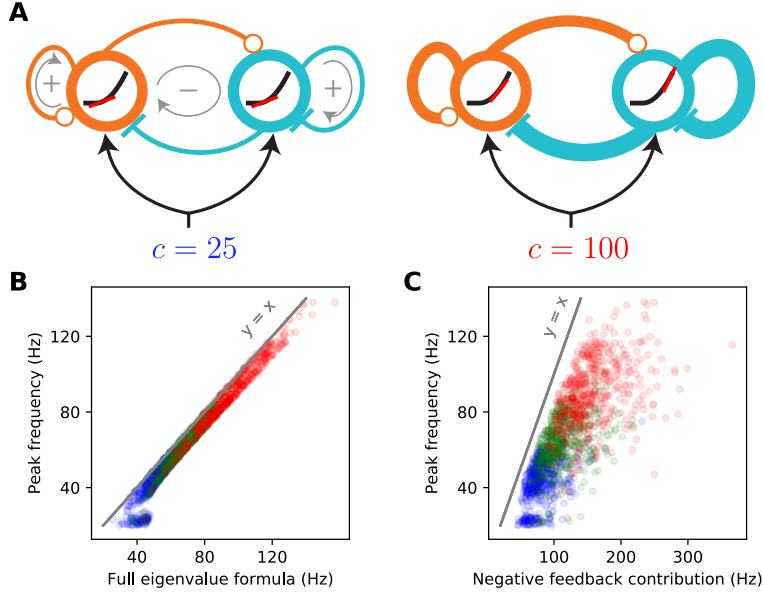 A
+
−
+
c = 25
c = 100
B
y = x
Peak frequency (Hz)
120
80
40
40 80 120
Full eigenvalue formula (Hz)
C
y = x
Peak frequency (Hz)
120
80
40
100 200 300
Negative feedback contribution (Hz)